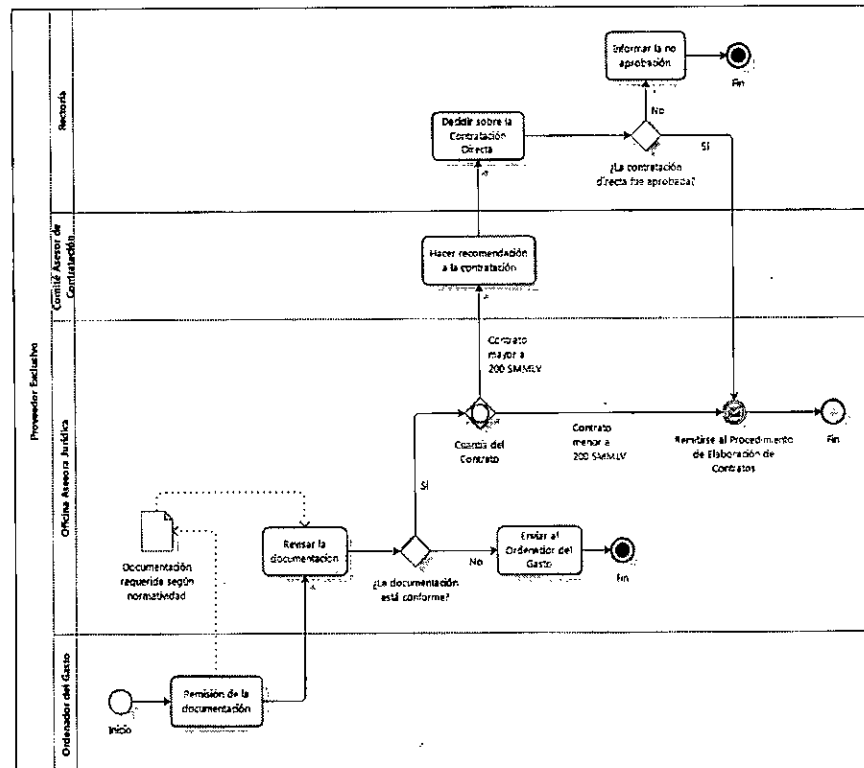 Proveedor Exclusivo
Rectoría
Informar la no
aprobación
Fin
No
Decidir sobre la
Contratación
Directa
Sí
¿La contratación
directa fue aprobada?
Comité Asesor de
Contratación
Hacer recomendación
a la contratación
Oficina Asesora Jurídica
Contrato
mayor a
200 SMMLV
Cuantía del
Contrato
Contrato
menor a
200 SMMLV
Remitirse al Procedimiento
de Elaboración de
Contratos
Fin
Sí
Documentación
requerida según
normatividad
Revisar la
documentación
¿La documentación
está conforme?
No
Enviar al
Ordenador del
Gasto
Fin
Ordenador del Gasto
Inicio
Remisión de la
documentación